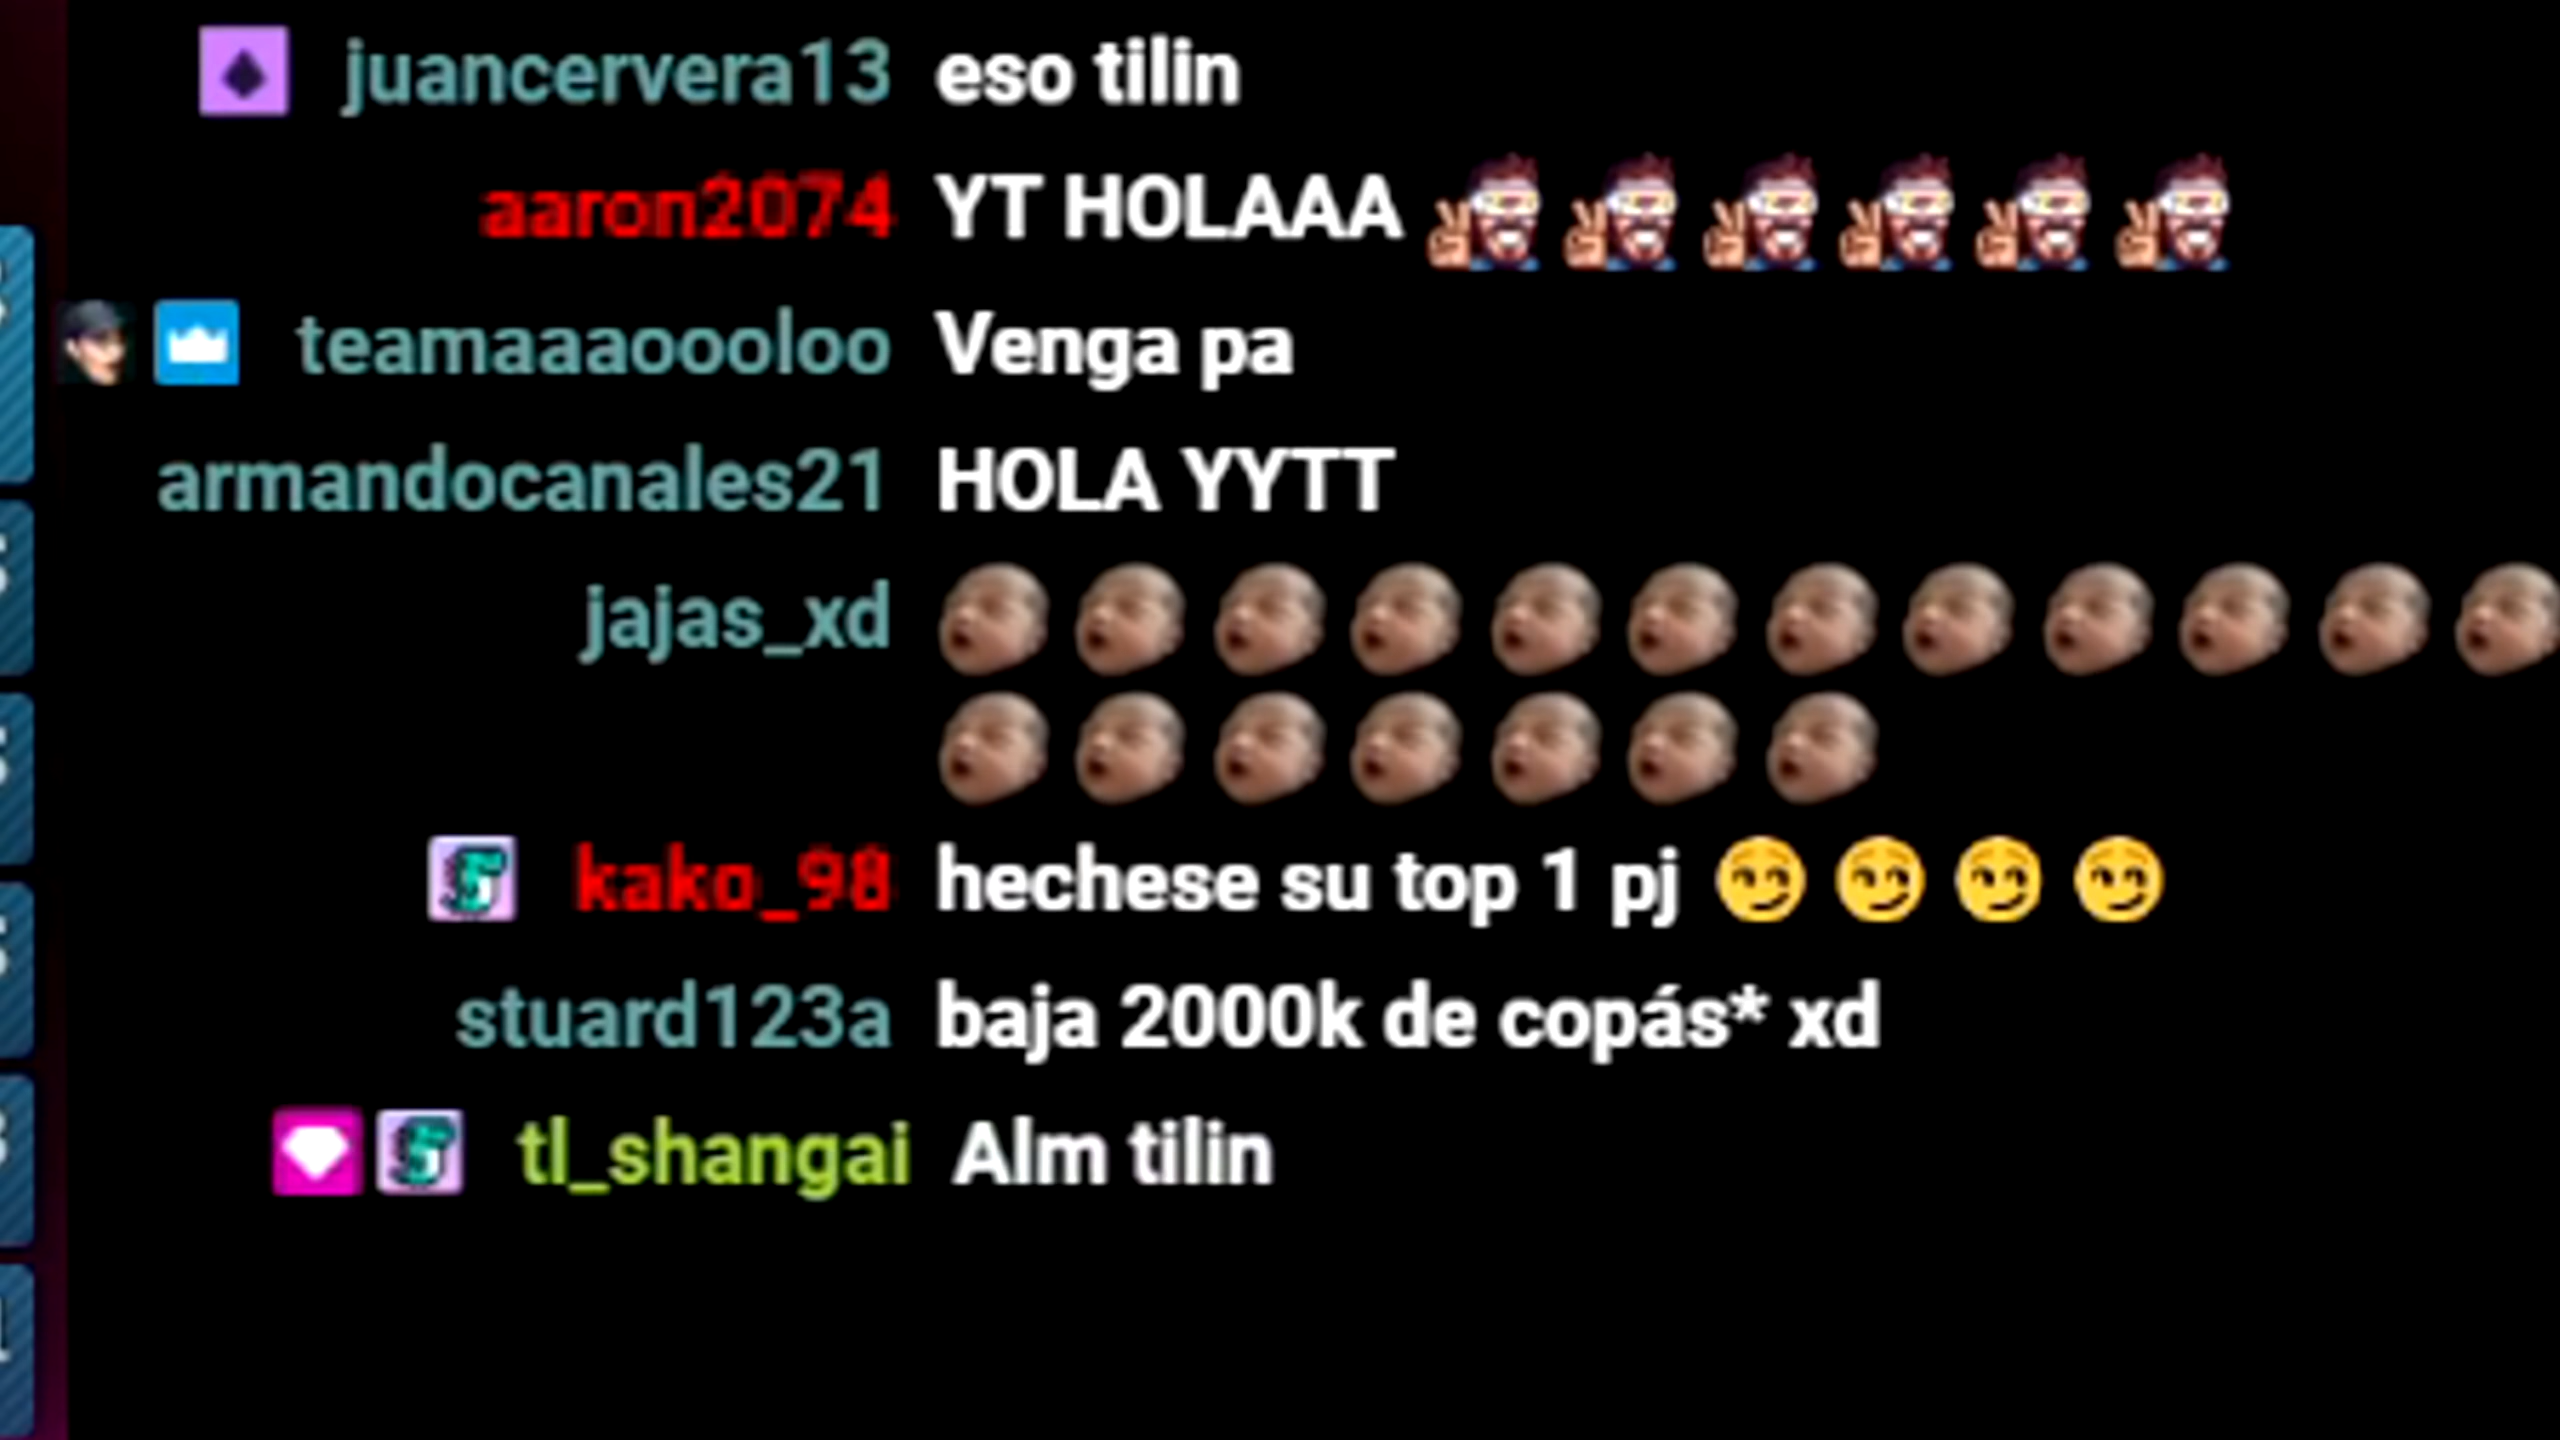 juancervera13 eso tilin
aaron2074 YT HOLAAA
teamaaaoooloo Venga pa
armandocanales21 HOLA YYTT
jajas_xd
kako_98 hechese su top 1 pj 😏 😏 😏 😏
stuard123a baja 2000k de copás* xd
tl_shangai Alm tilin